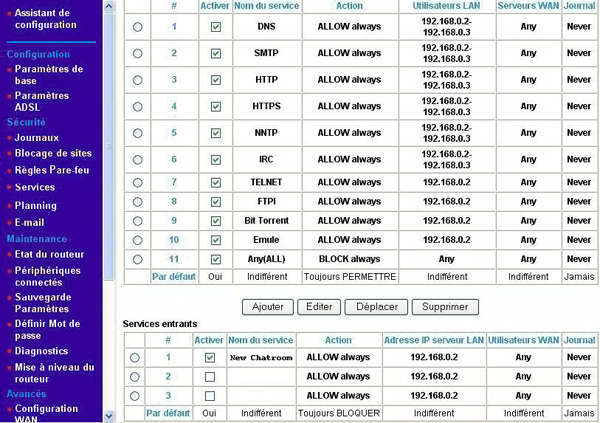 Assistant de
configuration
Configuration
Paramètres de
base
Paramètres
ADSL
Sécurité
Journaux
Blocage de sites
Règles Pare-feu
Services
Planning
E-mail
Maintenance
Etat du routeur
Périphériques
connectés
Sauvegarde
Paramètres
Définir Mot de
passe
Diagnostics
Mise à niveau du
routeur
Avancés
Configuration
WAN
# Activer Nom du service Action Utilisateurs LAN Serveurs WAN Journal
1 DNS ALLOW always 192.168.0.2-
192.168.0.3 Any Never
2 SMTP ALLOW always 192.168.0.2-
192.168.0.3 Any Never
3 HTTP ALLOW always 192.168.0.2-
192.168.0.3 Any Never
4 HTTPS ALLOW always 192.168.0.2-
192.168.0.3 Any Never
5 NNTP ALLOW always 192.168.0.2-
192.168.0.3 Any Never
6 IRC ALLOW always 192.168.0.2-
192.168.0.3 Any Never
7 TELNET ALLOW always 192.168.0.2 Any Never
8 FTPI ALLOW always 192.168.0.2 Any Never
9 Bit Torrent ALLOW always 192.168.0.2 Any Never
10 Emule ALLOW always 192.168.0.2 Any Never
11 Any(ALL) BLOCK always Any Any Never
Par défaut Oui Indifférent Toujours PERMETTRE Indifférent Indifférent Jamais
Ajouter Editer Déplacer Supprimer
Services entrants
# Activer Nom du service Action Adresse IP serveur LAN Utilisateurs WAN Journal
1 New Chatroom ALLOW always 192.168.0.2 Any Never
2 ALLOW always 192.168.0.2 Any Never
3 ALLOW always 192.168.0.2 Any Never
Par défaut Oui Indifférent Toujours BLOQUER Indifférent Indifférent Jamais